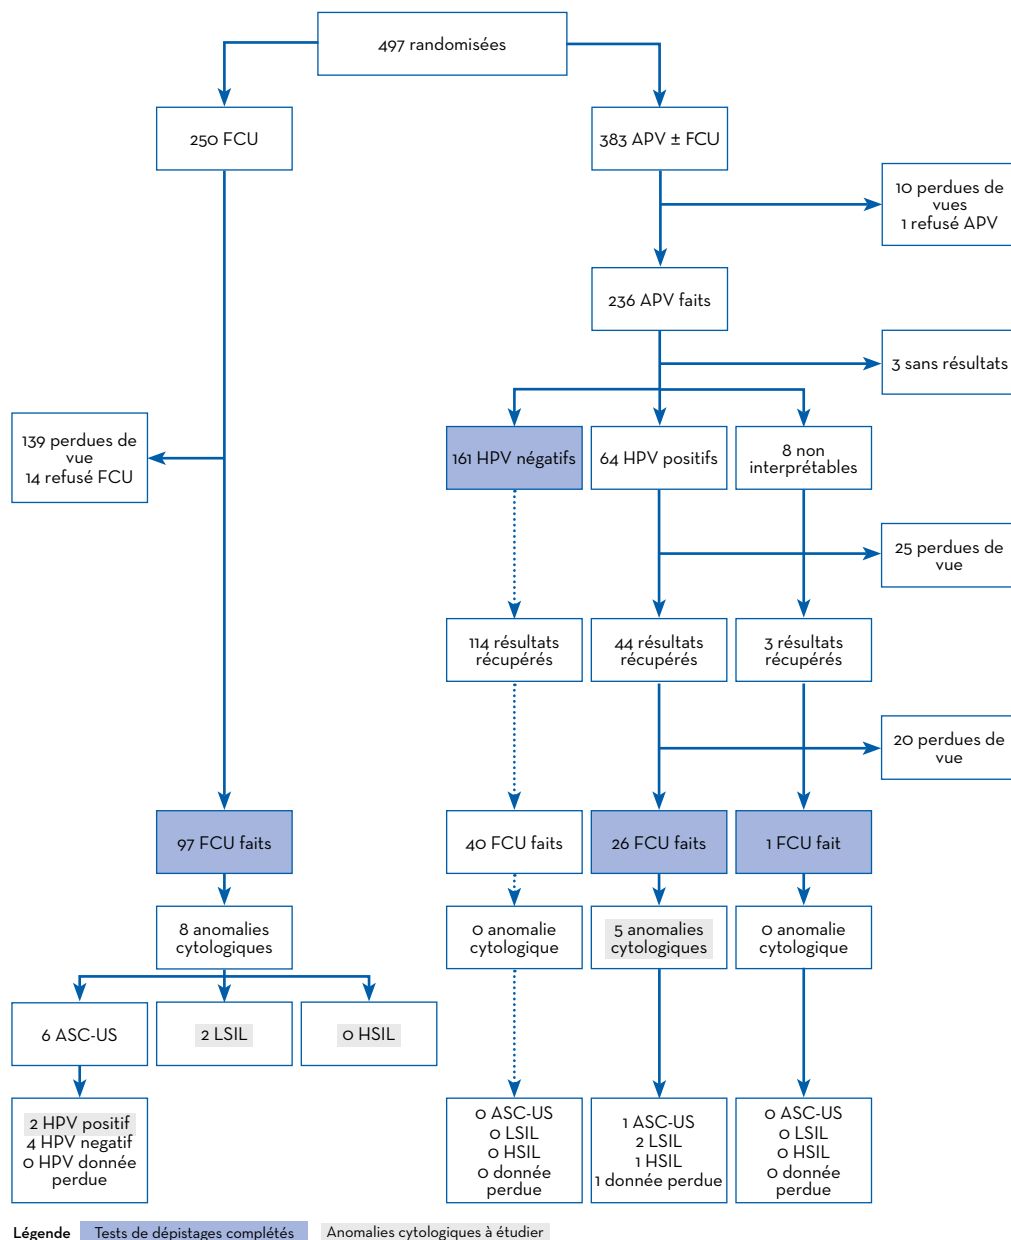 497 randomisées
250 FCU
383 APV ± FCU
10 perdues de
vues
1 refusé APV
236 APV faits
3 sans résultats
139 perdues de
vue
14 refusé FCU
161 HPV négatifs
64 HPV positifs
8 non
interprétables
25 perdues de
vue
114 résultats
récupérés
44 résultats
récupérés
3 résultats
récupérés
20 perdues de
vue
97 FCU faits
40 FCU faits
26 FCU faits
1 FCU fait
8 anomalies
cytologiques
0 anomalie
cytologique
5 anomalies
cytologiques
0 anomalie
cytologique
6 ASC-US
2 LSIL
0 HSIL
2 HPV positif
4 HPV negatif
0 HPV donnée
perdue
0 ASC-US
0 LSIL
0 HSIL
0 donnée
perdue
1 ASC-US
2 LSIL
1 HSIL
1 donnée perdue
0 ASC-US
0 LSIL
0 HSIL
0 donnée
perdue
Légende Tests de dépistages complétés Anomalies cytologiques à étudier